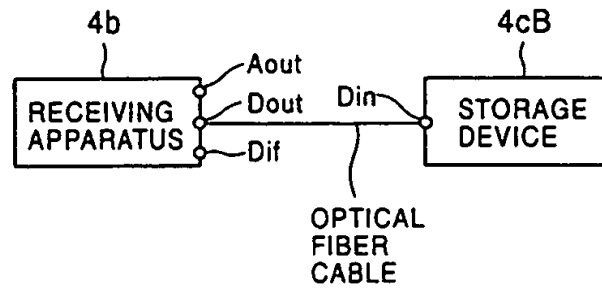 4b
4cB
Aout
RECEIVING
APPARATUS
Dout
Din
STORAGE
DEVICE
Dif
OPTICAL
FIBER
CABLE